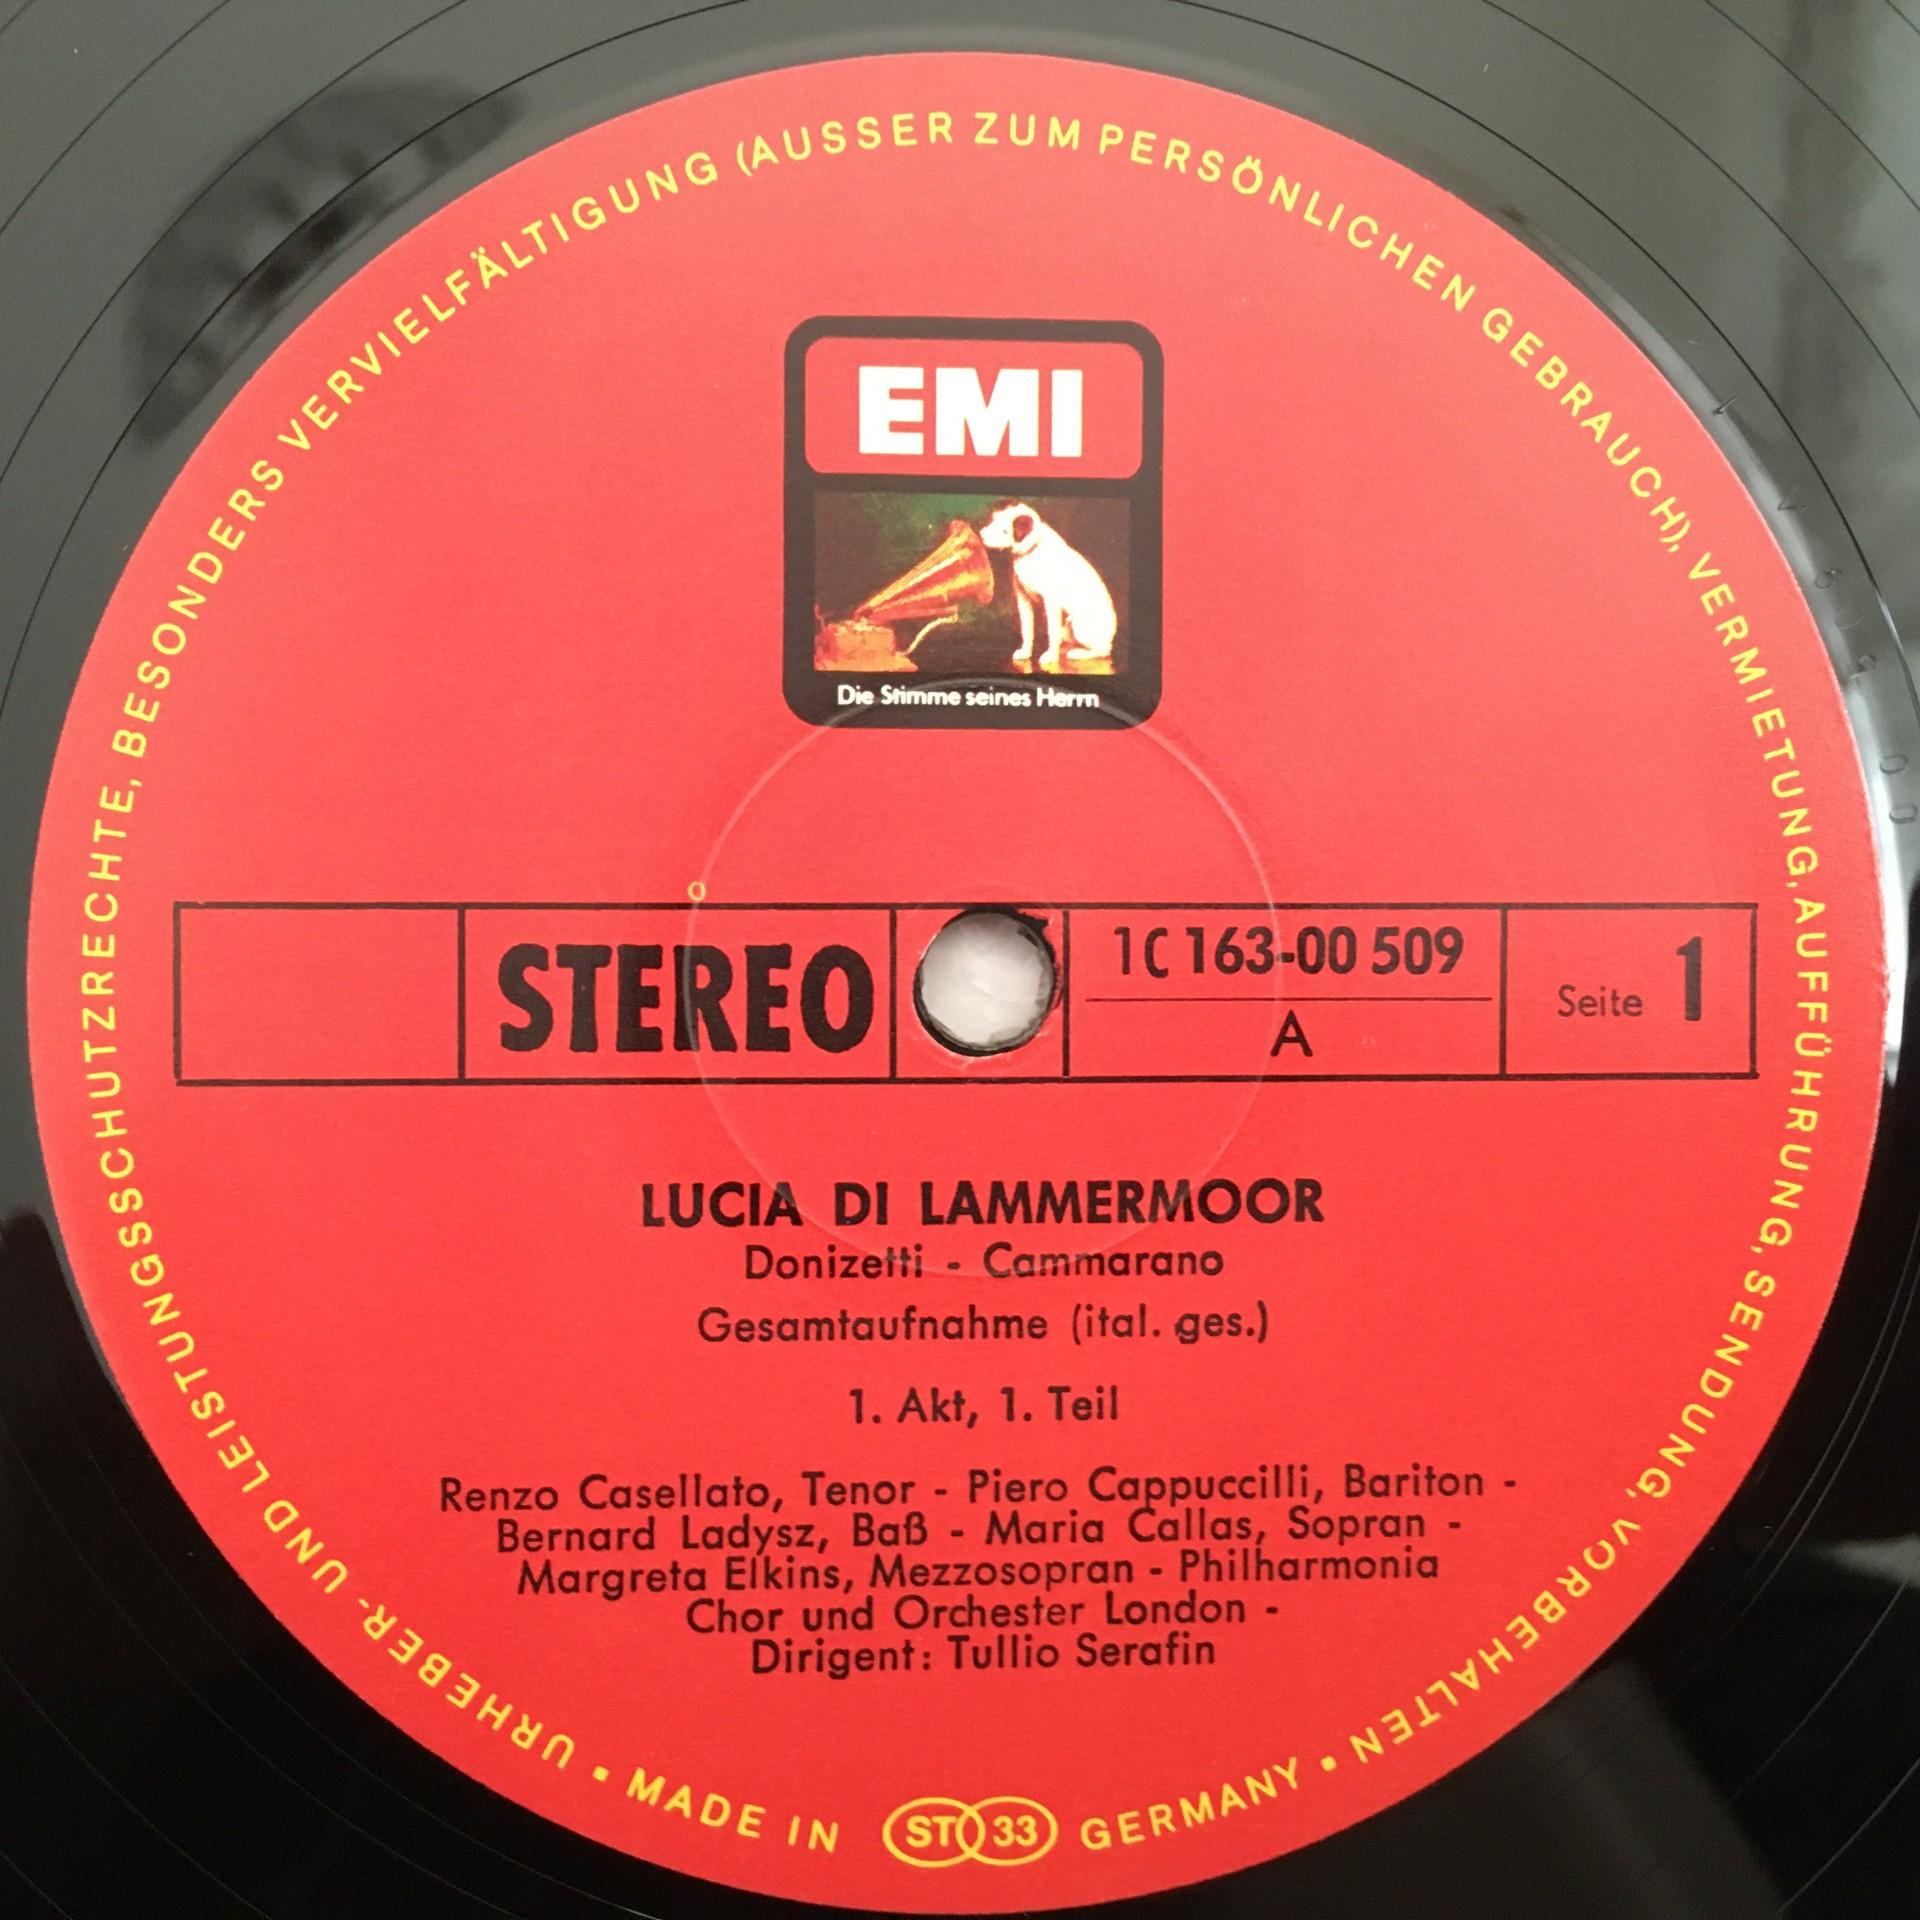 EMI
Die Stimme seines Herrn
STEREO
1C 163-00 509
A
Seite 1
LUCIA DI LAMMERMOOR
Donizetti - Cammarano
Gesamtaufnahme (ital. ges.)
1. Akt, 1. Teil
Renzo Casellato, Tenor - Piero Cappuccilli, Bariton -
Bernard Ladysz, Baß - Maria Callas, Sopran -
Margreta Elkins, Mezzosopran - Philharmonia
Chor und Orchester London -
Dirigent: Tullio Serafin
URHEBER- UND LEISTUNGSSCHUTZRECHTE, BESONDERS VERVIELFÄLTIGUNG (AUSSER ZUM PERSÖNLICHEN GEBRAUCH), VERMIETUNG, AUFFÜHRUNG, SENDUNG, VORBEHALTEN
• MADE IN ST 33 GERMANY •